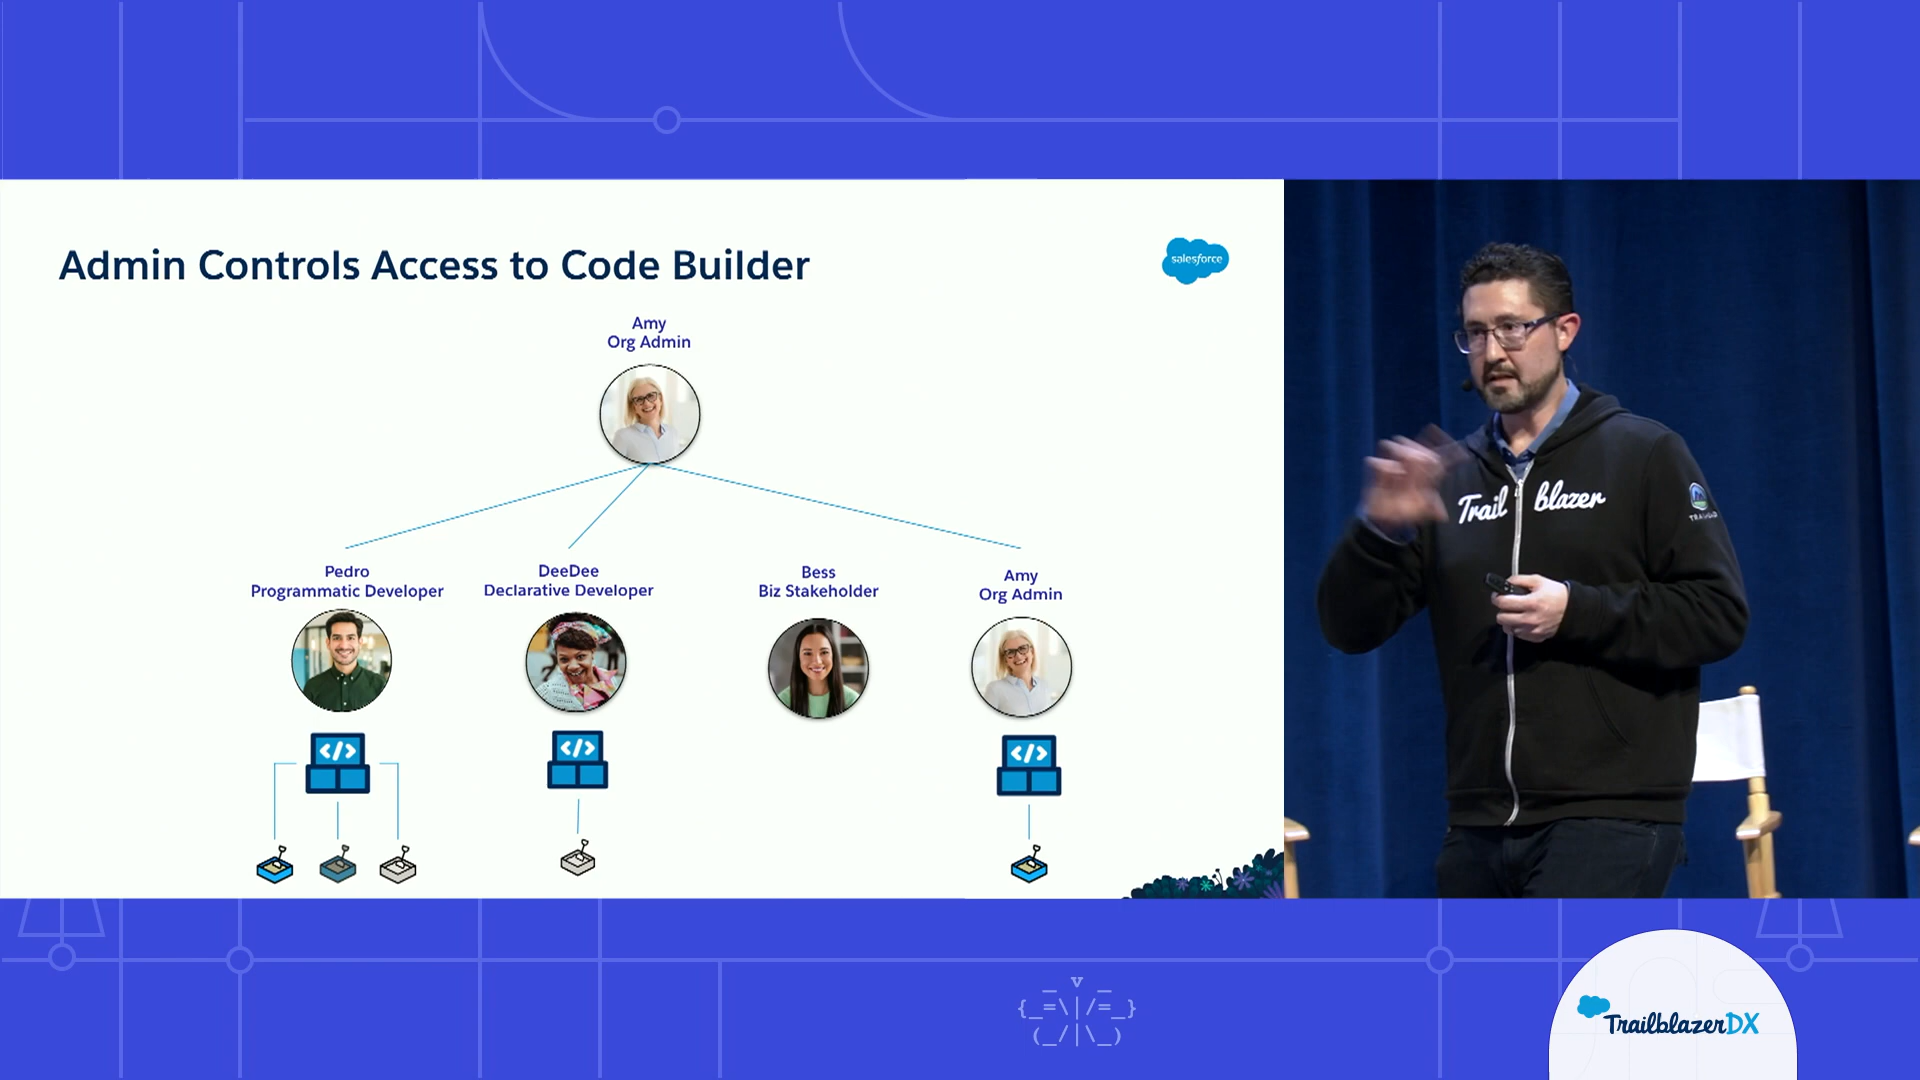 Admin Controls Access to Code Builder
salesforce
Amy
Org Admin
Pedro
Programmatic Developer
DeeDee
Declarative Developer
Bess
Biz Stakeholder
Amy
Org Admin
</>
</>
</>
Trail blazer
TrailblazerDX